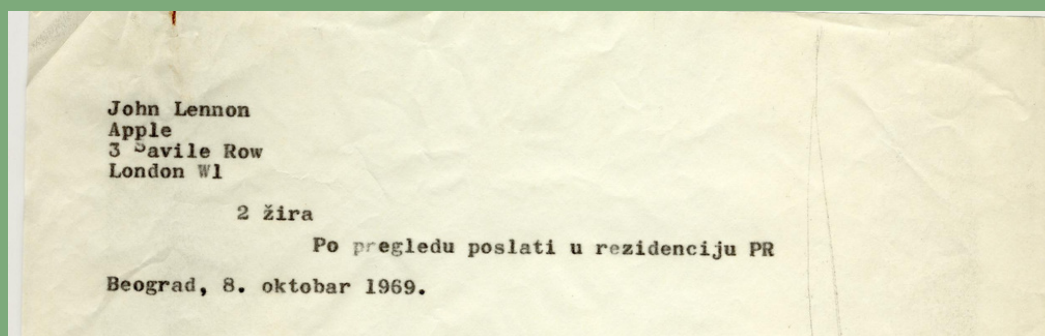 John Lennon
Apple
3 Savile Row
London W1
2 žira
Po pregledu poslati u rezidenciju PR
Beograd, 8. oktobar 1969.